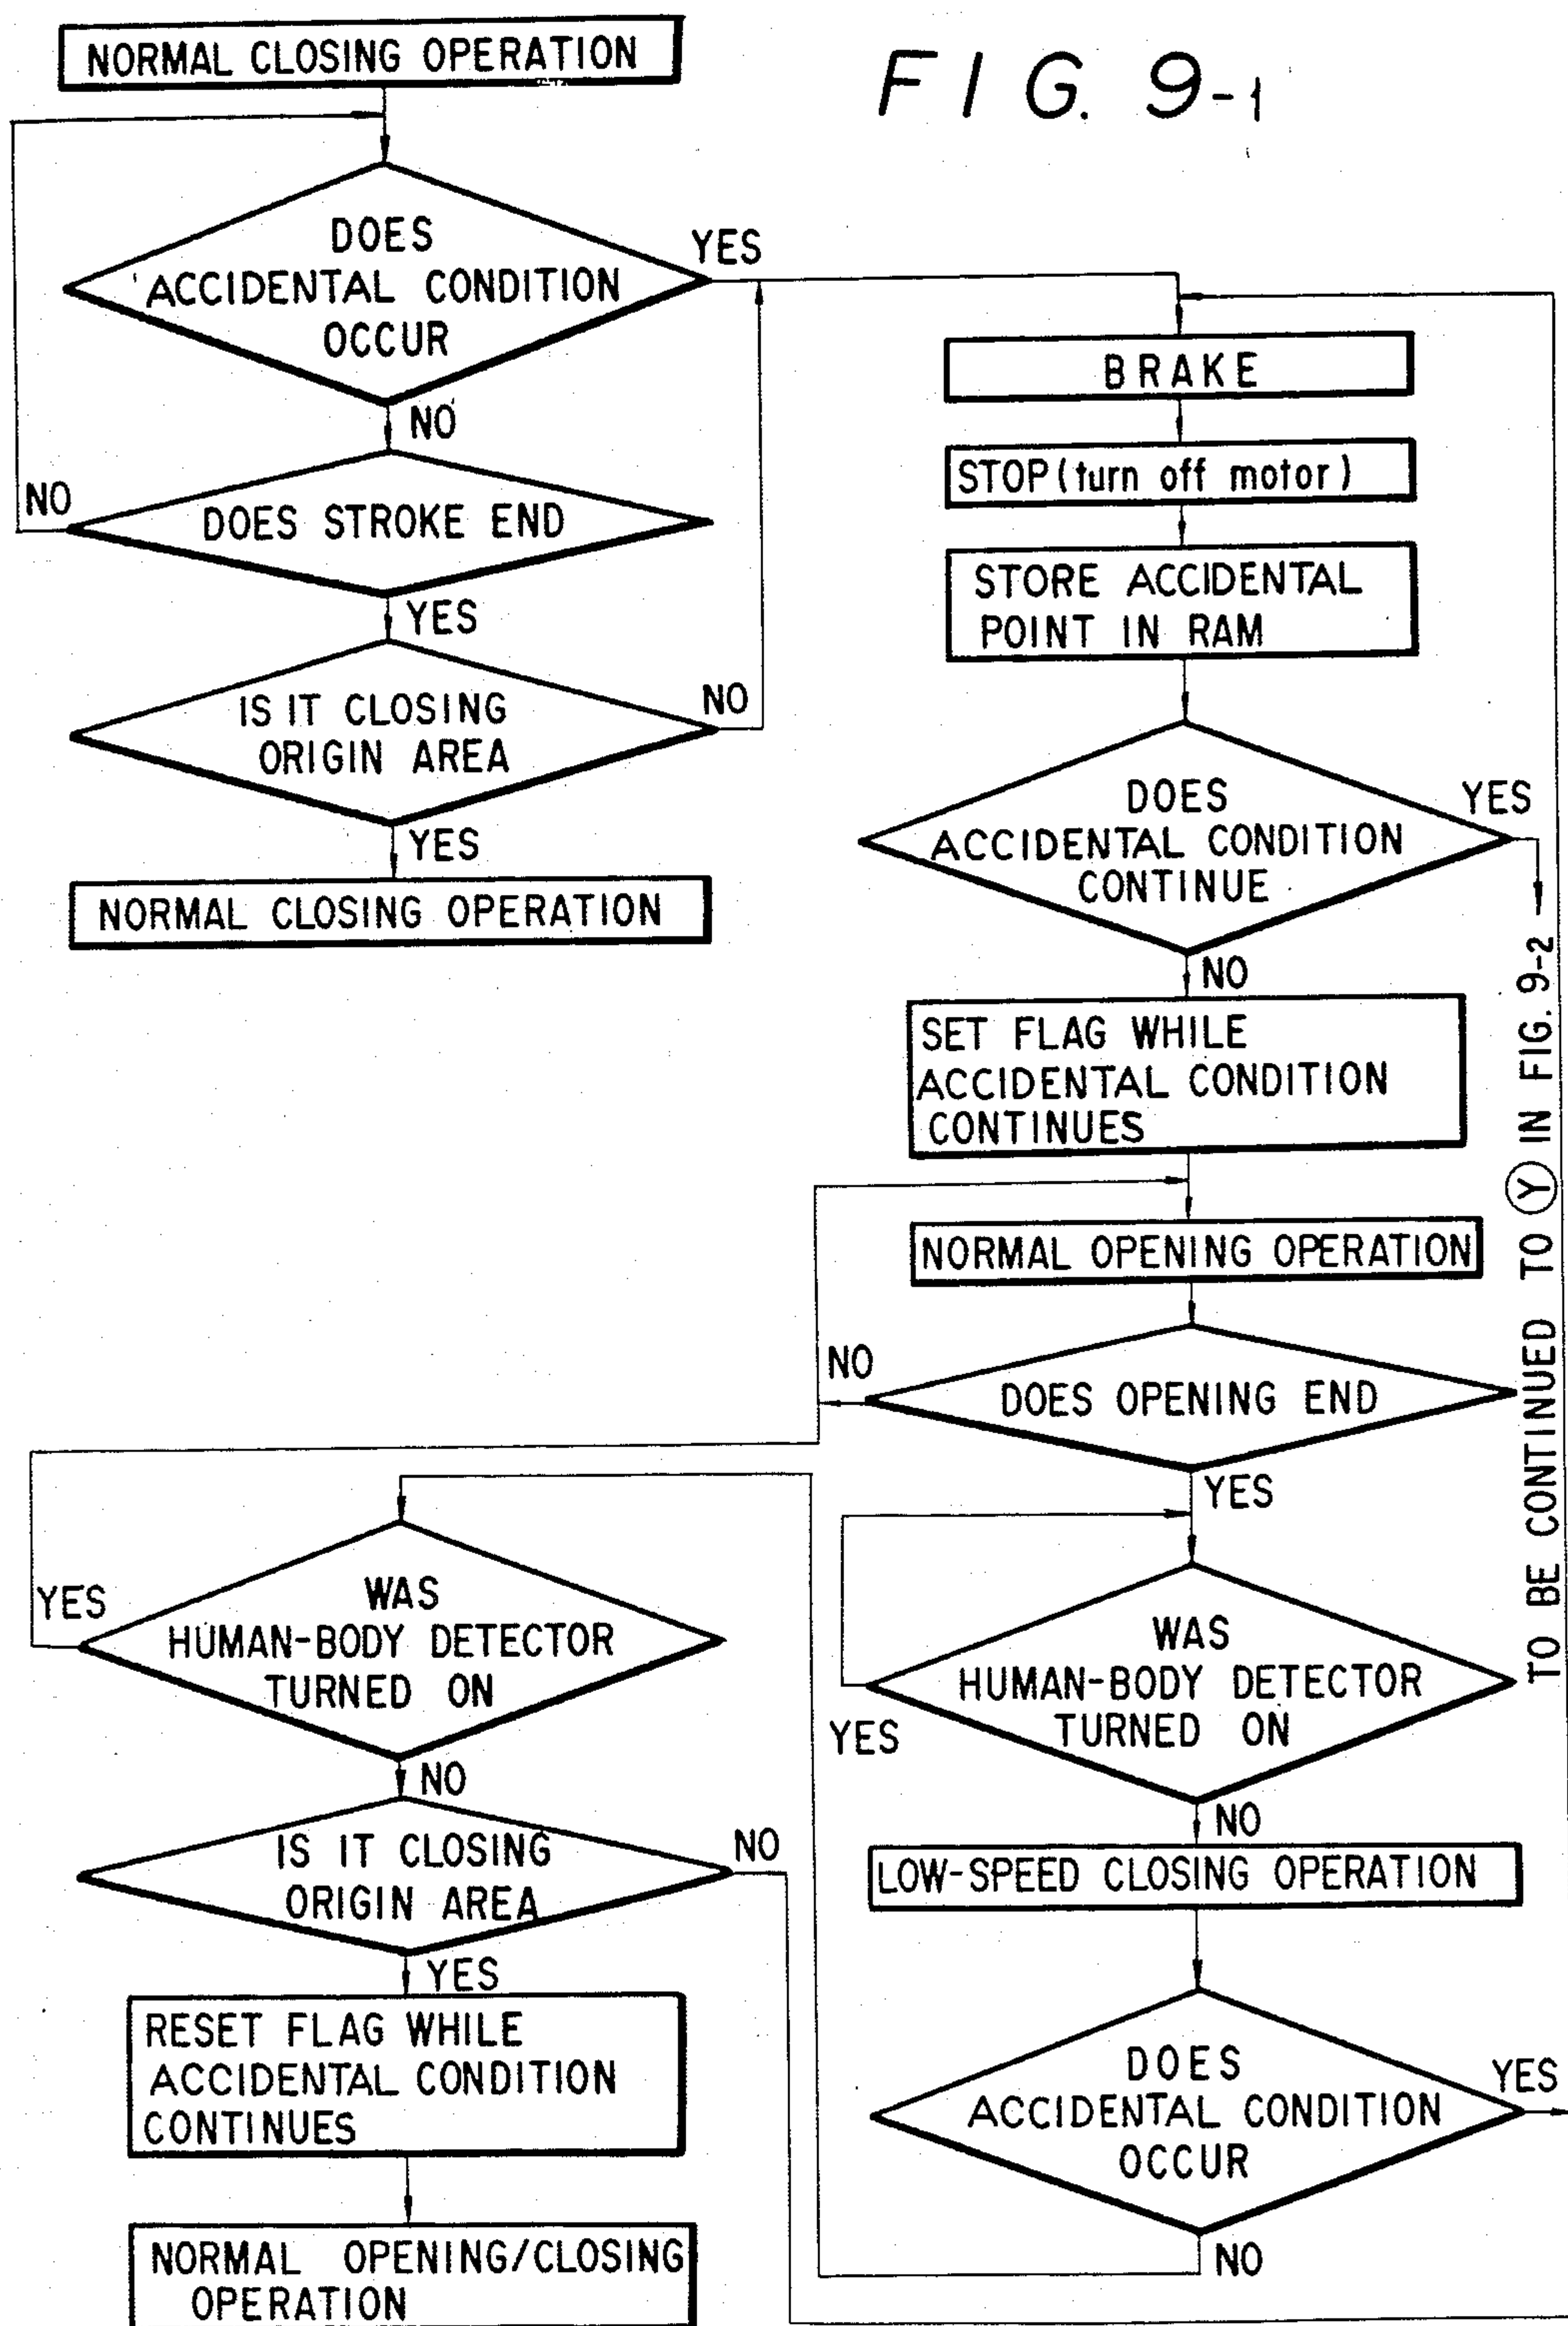 FIG. 9-1
NORMAL CLOSING OPERATION
DOES
ACCIDENTAL CONDITION
OCCUR
YES
NO
DOES STROKE END
NO
YES
IS IT CLOSING
ORIGIN AREA
NO
YES
NORMAL CLOSING OPERATION
BRAKE
STOP (turn off motor)
STORE ACCIDENTAL
POINT IN RAM
DOES
ACCIDENTAL CONDITION
CONTINUE
YES
TO BE CONTINUED TO Y IN FIG. 9-2
NO
SET FLAG WHILE
ACCIDENTAL CONDITION
CONTINUES
NORMAL OPENING OPERATION
NO
DOES OPENING END
YES
WAS
HUMAN-BODY DETECTOR
TURNED ON
YES
NO
LOW-SPEED CLOSING OPERATION
DOES
ACCIDENTAL CONDITION
OCCUR
YES
NO
YES
WAS
HUMAN-BODY DETECTOR
TURNED ON
NO
IS IT CLOSING
ORIGIN AREA
NO
YES
RESET FLAG WHILE
ACCIDENTAL CONDITION
CONTINUES
NORMAL OPENING/CLOSING
OPERATION